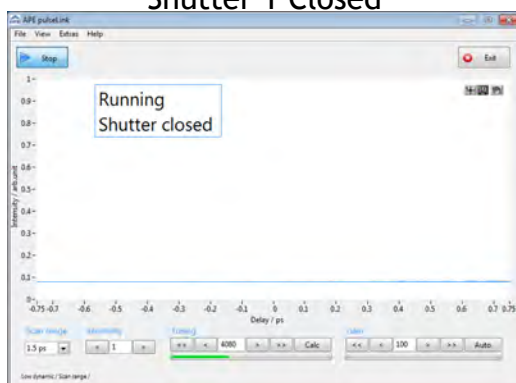 Shutter 1 Closed
APE pulseLink
File View Extras Help
Stop
Exit
Running
Shutter closed
1
0.9
0.8
0.7
0.6
0.5
0.4
0.3
0.2
0.1
0
Intensity / arb.unit
-0.75 -0.7 -0.6 -0.5 -0.4 -0.3 -0.2 -0.1 0 0.1 0.2 0.3 0.4 0.5 0.6 0.7 0.75
Delay / ps
Scan range Sensitivity Tuning Gain
1.5 ps < 1 > << < 4080 > >> Calc << < 100 > >> Auto
Low dynamic / Scan range /